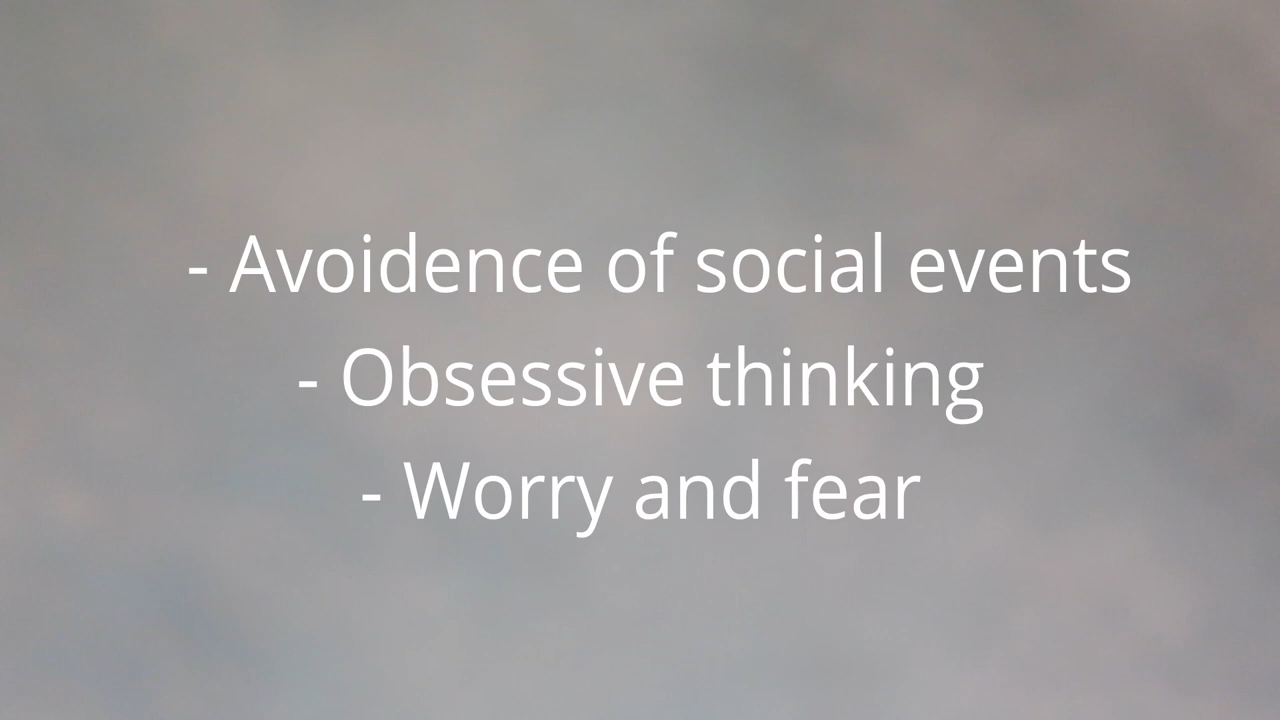 - Avoidence of social events
- Obsessive thinking
- Worry and fear